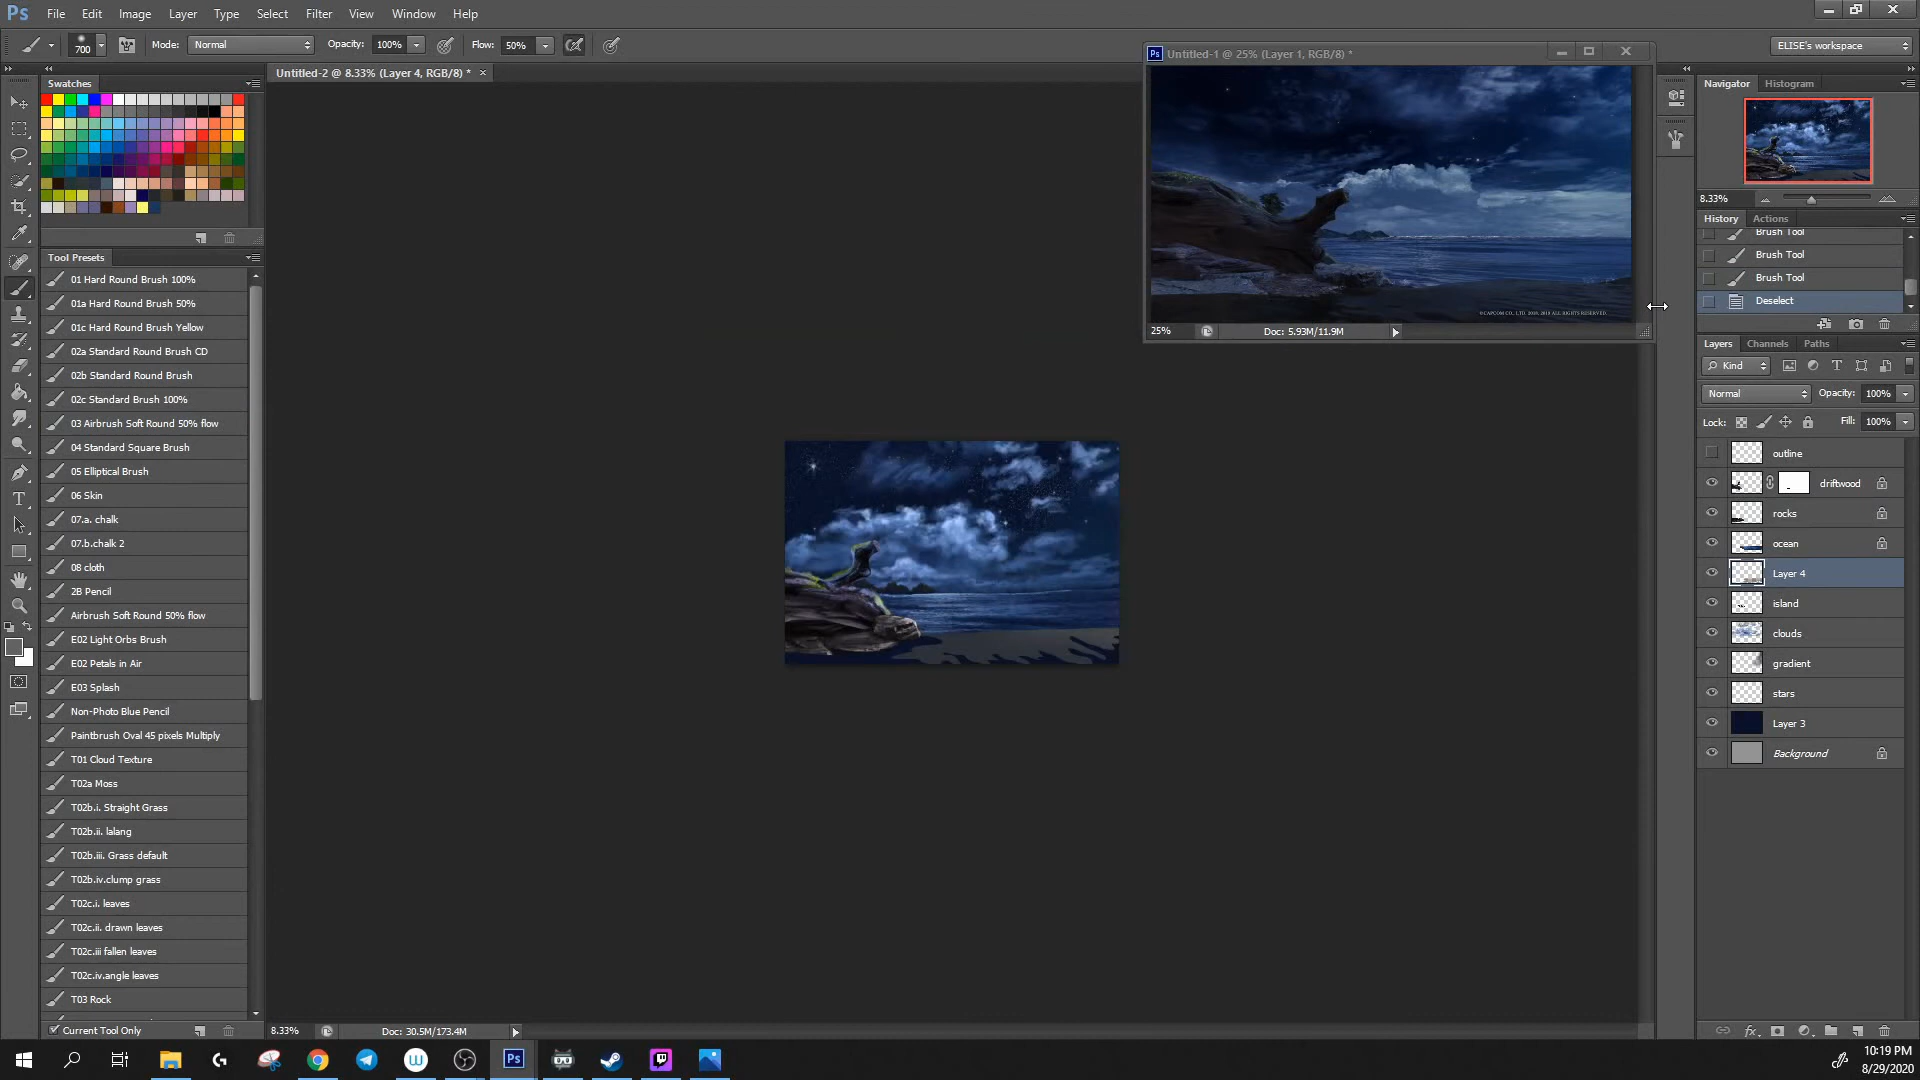 Ps File Edit Image Layer Type Select Filter View Window Help
700 Mode: Normal Opacity: 100% Flow: 50% ELISE's workspace
Swatches
Untitled-2 @ 8.33% (Layer 4, RGB/8) * ×
Untitled-1 @ 25% (Layer 1, RGB/8) *
© CAPCOM CO., LTD. 2018, 2019 ALL RIGHTS RESERVED.
25% Doc: 5.93M/11.9M
Tool Presets
01 Hard Round Brush 100%
01a Hard Round Brush 50%
01c Hard Round Brush Yellow
02a Standard Round Brush CD
02b Standard Round Brush
02c Standard Brush 100%
03 Airbrush Soft Round 50% flow
04 Standard Square Brush
05 Elliptical Brush
06 Skin
07.a. chalk
07.b.chalk 2
08 cloth
2B Pencil
Airbrush Soft Round 50% flow
E02 Light Orbs Brush
E02 Petals in Air
E03 Splash
Non-Photo Blue Pencil
Paintbrush Oval 45 pixels Multiply
T01 Cloud Texture
T02a Moss
T02b.i. Straight Grass
T02b.ii. lalang
T02b.iii. Grass default
T02b.iv.clump grass
T02c.i. leaves
T02c.ii. drawn leaves
T02c.iii fallen leaves
T02c.iv.angle leaves
T03 Rock
Current Tool Only
8.33% Doc: 30.5M/173.4M
Navigator Histogram
8.33%
History Actions
Brush Tool
Brush Tool
Brush Tool
Deselect
Layers Channels Paths
Kind
Normal Opacity: 100%
Lock: Fill: 100%
outline
driftwood
rocks
ocean
Layer 4
island
clouds
gradient
stars
Layer 3
Background
fx
Ps
10:19 PM
8/29/2020